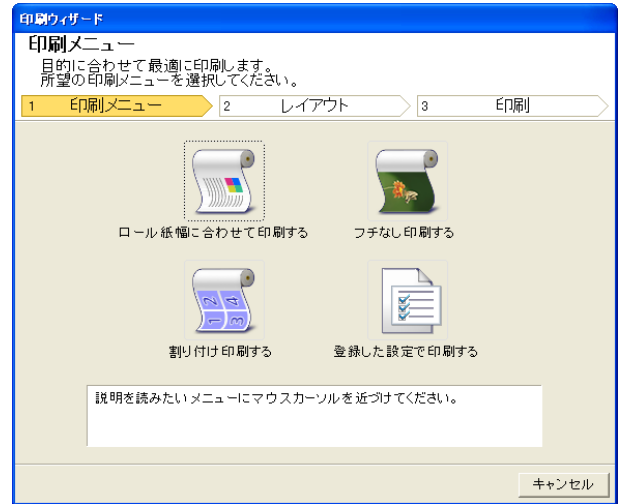 印刷ウィザード
印刷メニュー
目的に合わせて最適に印刷します。
所望の印刷メニューを選択してください。
1 印刷メニュー 2 レイアウト 3 印刷
ロール紙幅に合わせて印刷する フチなし印刷する
1 2 3 4
割り付け印刷する 登録した設定で印刷する
説明を読みたいメニューにマウスカーソルを近づけてください。
キャンセル